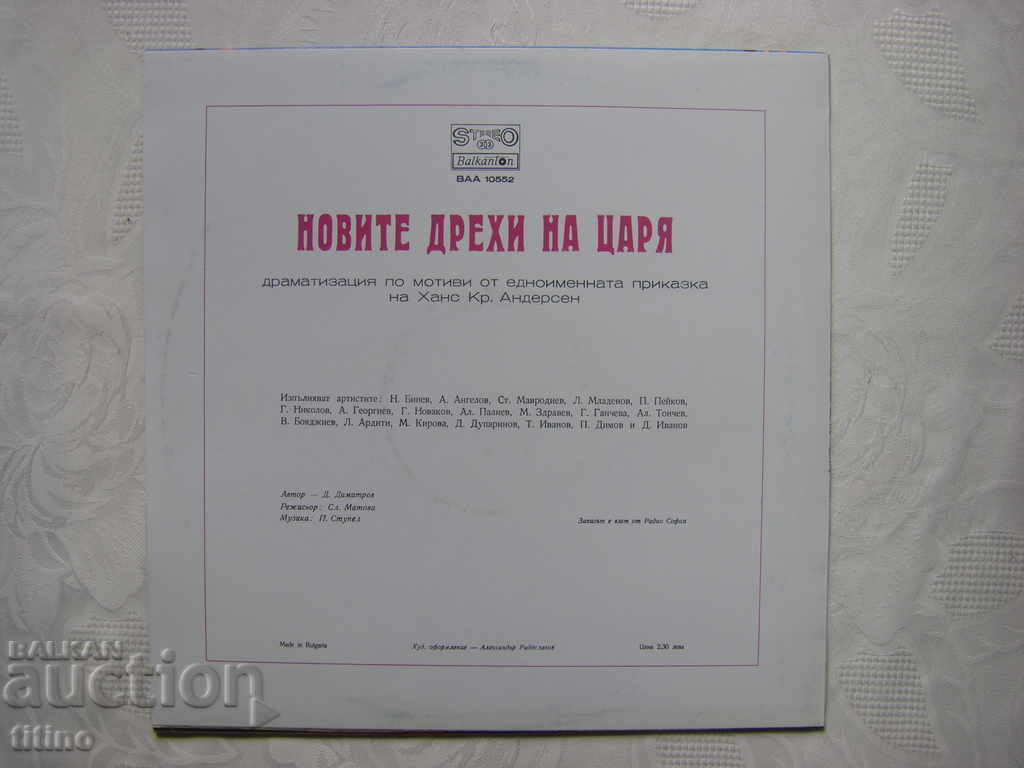 STEREO
33
Balkanton
ВАА 10552
НОВИТЕ ДРЕХИ НА ЦАРЯ
драматизация по мотиви от едноименната приказка
на Ханс Кр. Андерсен
Изпълняват артистите: Н. Бинев, А. Ангелов, Ст. Мавродиев, Л. Младенов, П. Пейков,
Г. Николов, А. Георгиев, Г. Новаков, Ал. Палиев, М. Здравев, Г. Ганчева, Ал. Тончев,
В. Бояджиев, Л. Ардити, М. Кирова, Д. Дупаринов, Т. Иванов, П. Димов и Д. Иванов
Автор — Д. Димитров
Режисьор: Сл. Матова
Музика: П. Ступел
Записът е взет от Радио София
Made in Bulgaria
Худ. оформление — Александър
Цена 2,30 лева
BALKAN
auction
titino